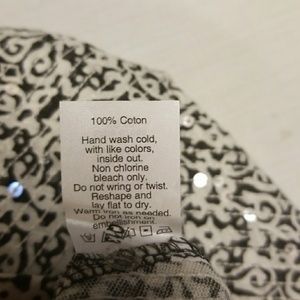 100% Coton
Hand wash cold,
with like colors,
inside out.
Non chlorine
bleach only.
Do not wring or twist.
Reshape and
lay flat to dry.
Warm iron as needed.
Do not iron on
embellishment